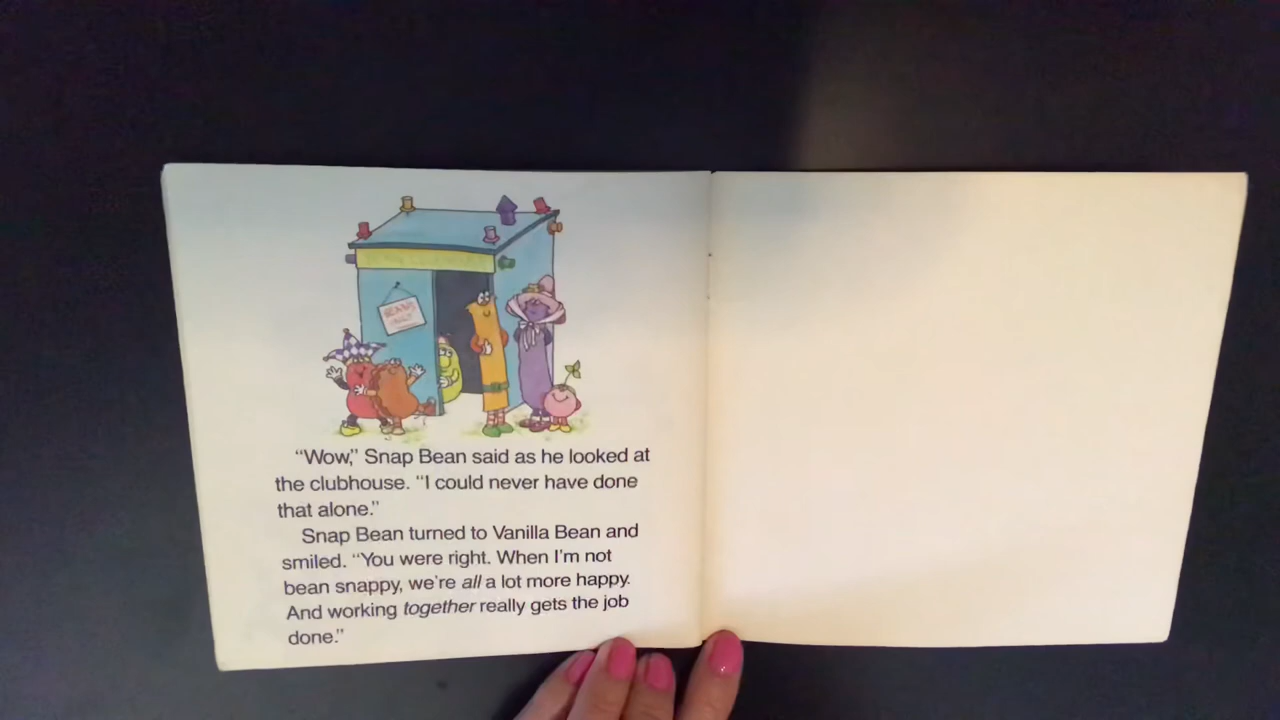 BEANS
ONLY
"Wow," Snap Bean said as he looked at
the clubhouse. "I could never have done
that alone."
Snap Bean turned to Vanilla Bean and
smiled. "You were right. When I'm not
bean snappy, we're all a lot more happy.
And working together really gets the job
done."